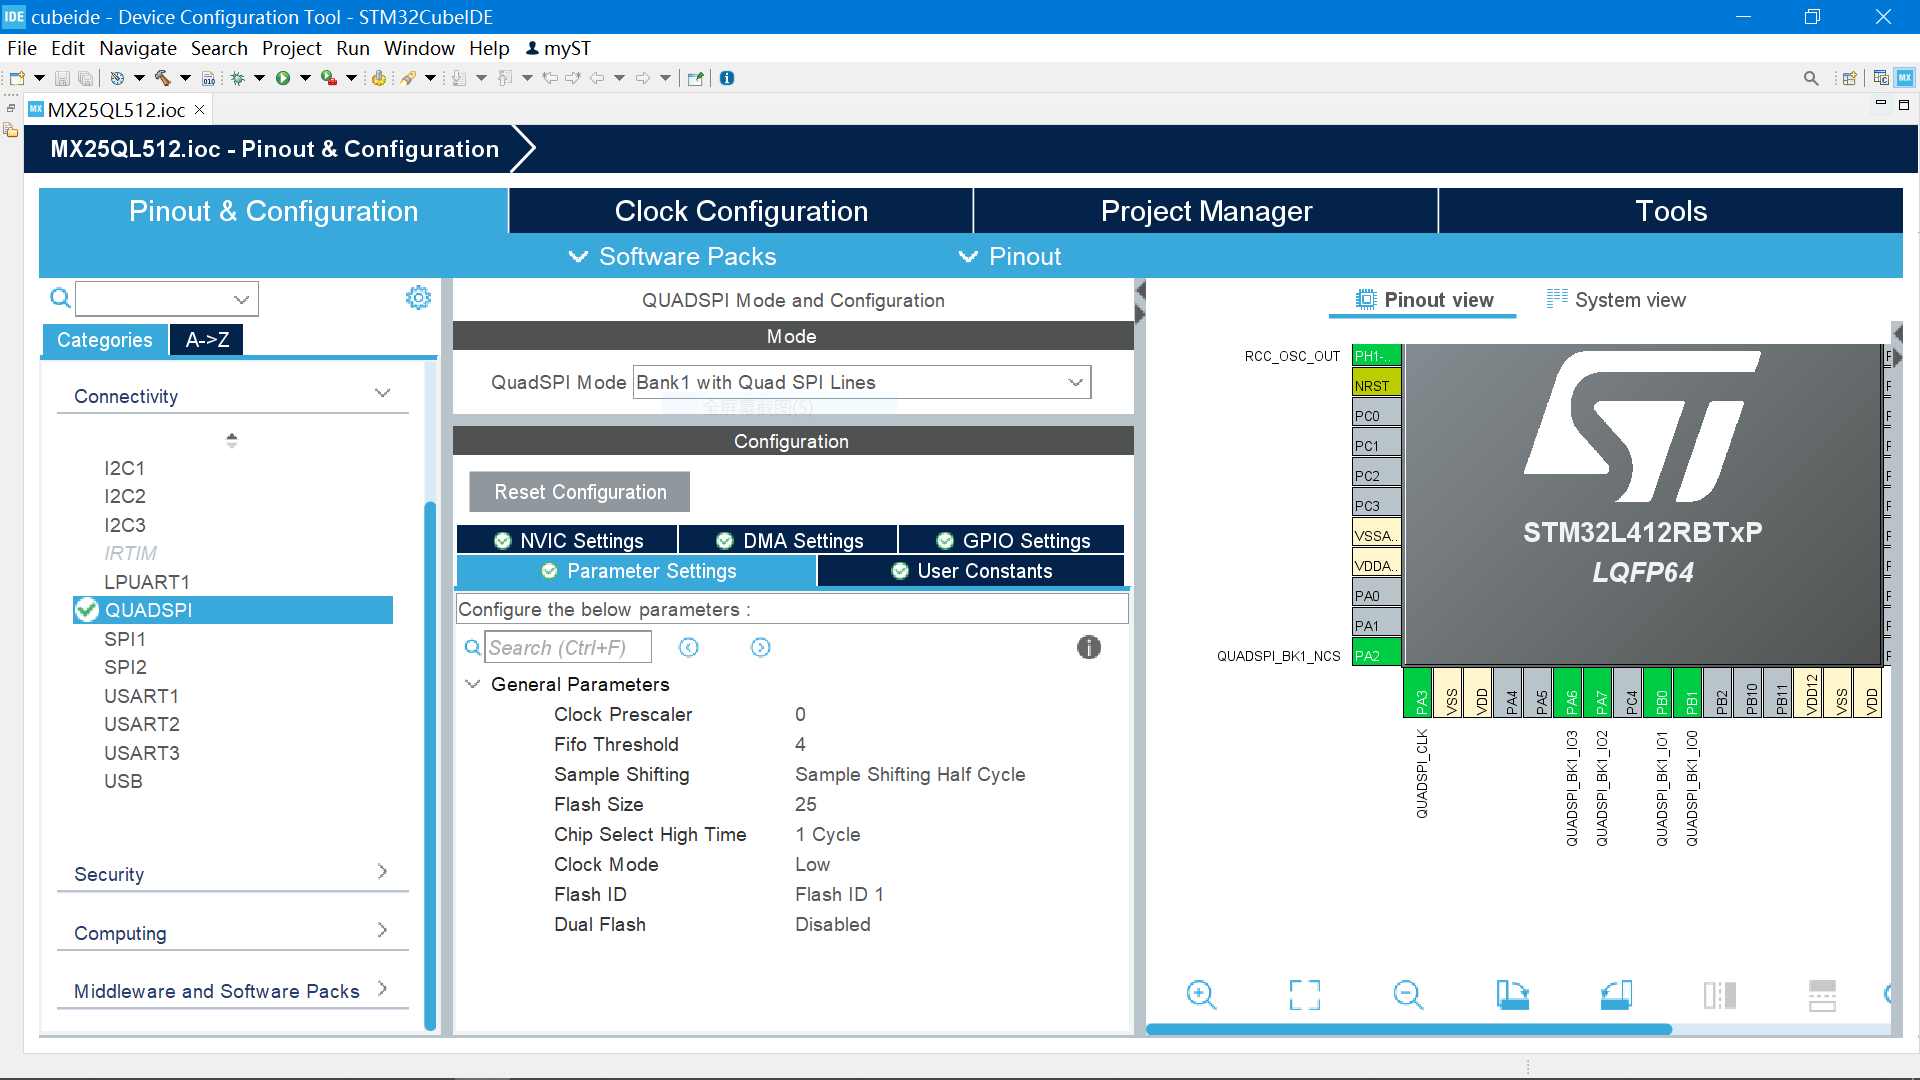 IDE cubeide - Device Configuration Tool - STM32CubeIDE
File Edit Navigate Search Project Run Window Help myST
MX MX25QL512.ioc
MX25QL512.ioc - Pinout & Configuration
Pinout & Configuration
Clock Configuration
Project Manager
Tools
Software Packs
Pinout
Categories
A->Z
Connectivity
I2C1
I2C2
I2C3
IRTIM
LPUART1
QUADSPI
SPI1
SPI2
USART1
USART2
USART3
USB
Security
Computing
Middleware and Software Packs
QUADSPI Mode and Configuration
Mode
QuadSPI Mode Bank1 with Quad SPI Lines
全屏幕截图(S)
Configuration
Reset Configuration
NVIC Settings
DMA Settings
GPIO Settings
Parameter Settings
User Constants
Configure the below parameters :
Search (Ctrl+F)
General Parameters
Clock Prescaler 0
Fifo Threshold 4
Sample Shifting Sample Shifting Half Cycle
Flash Size 25
Chip Select High Time 1 Cycle
Clock Mode Low
Flash ID Flash ID 1
Dual Flash Disabled
Pinout view
System view
RCC_OSC_OUT PH1-..
NRST
PC0
PC1
PC2
PC3
VSSA..
VDDA..
PA0
PA1
QUADSPI_BK1_NCS PA2
STM32L412RBTxP
LQFP64
PA3
VSS
VDD
PA4
PA5
PA6
PA7
PC4
PB0
PB1
PB2
PB10
PB11
VDD12
VSS
VDD
QUADSPI_CLK
QUADSPI_BK1_IO3
QUADSPI_BK1_IO2
QUADSPI_BK1_IO1
QUADSPI_BK1_IO0